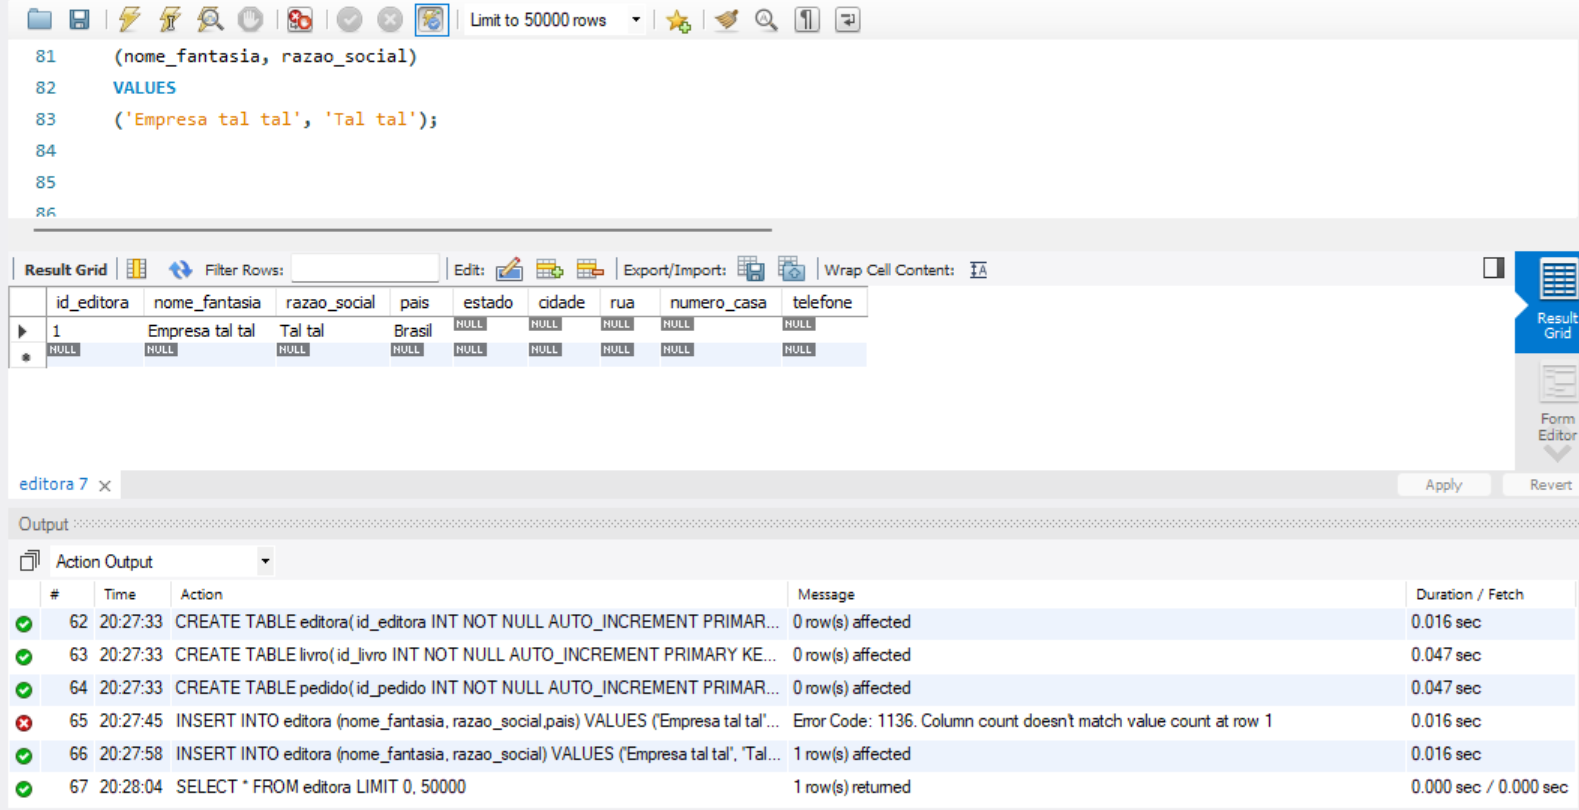 Limit to 50000 rows
81 (nome_fantasia, razao_social)
82 VALUES
83 ('Empresa tal tal', 'Tal tal');
84
85
86
Result Grid Filter Rows: Edit: Export/Import: Wrap Cell Content:
id_editora nome_fantasia razao_social pais estado cidade rua numero_casa telefone
1 Empresa tal tal Tal tal Brasil NULL NULL NULL NULL NULL
NULL NULL NULL NULL NULL NULL NULL NULL NULL
Result
Grid
Form
Editor
editora 7 Apply Revert
Output
Action Output
# Time Action Message Duration / Fetch
62 20:27:33 CREATE TABLE editora( id_editora INT NOT NULL AUTO_INCREMENT PRIMAR... 0 row(s) affected 0.016 sec
63 20:27:33 CREATE TABLE livro( id_livro INT NOT NULL AUTO_INCREMENT PRIMARY KE... 0 row(s) affected 0.047 sec
64 20:27:33 CREATE TABLE pedido( id_pedido INT NOT NULL AUTO_INCREMENT PRIMAR... 0 row(s) affected 0.047 sec
65 20:27:45 INSERT INTO editora (nome_fantasia, razao_social,pais) VALUES ('Empresa tal tal'... Error Code: 1136. Column count doesn't match value count at row 1 0.016 sec
66 20:27:58 INSERT INTO editora (nome_fantasia, razao_social) VALUES ('Empresa tal tal', 'Tal... 1 row(s) affected 0.016 sec
67 20:28:04 SELECT * FROM editora LIMIT 0, 50000 1 row(s) returned 0.000 sec / 0.000 sec